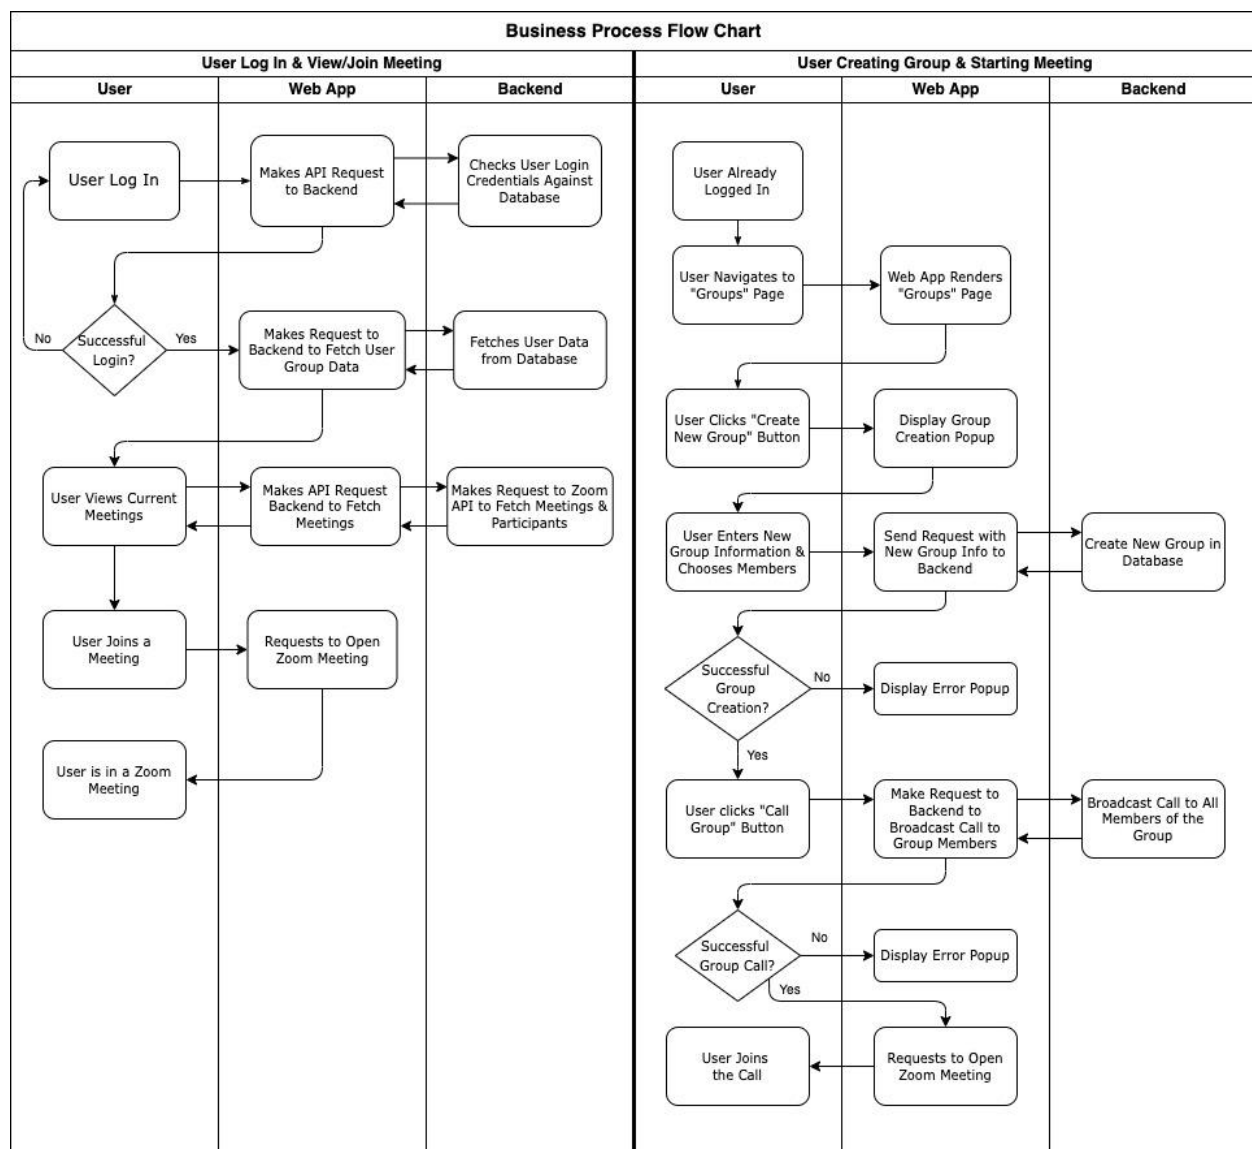 Business Process Flow Chart
User Log In & View/Join Meeting
User
Web App
Backend
User Log In
Makes API Request
to Backend
Checks User Login
Credentials Against
Database
Successful
Login?
No
Yes
Makes Request to
Backend to Fetch User
Group Data
Fetches User Data
from Database
User Views Current
Meetings
Makes API Request
Backend to Fetch
Meetings
Makes Request to Zoom
API to Fetch Meetings &
Participants
User Joins a
Meeting
Requests to Open
Zoom Meeting
User is in a Zoom
Meeting
User Creating Group & Starting Meeting
User
Web App
Backend
User Already
Logged In
User Navigates to
"Groups" Page
Web App Renders
"Groups" Page
User Clicks "Create
New Group" Button
Display Group
Creation Popup
User Enters New
Group Information &
Chooses Members
Send Request with
New Group Info to
Backend
Create New Group in
Database
Successful
Group
Creation?
No
Display Error Popup
Yes
User clicks "Call
Group" Button
Make Request to
Backend to
Broadcast Call to
Group Members
Broadcast Call to All
Members of the
Group
Successful
Group Call?
No
Display Error Popup
Yes
User Joins
the Call
Requests to Open
Zoom Meeting